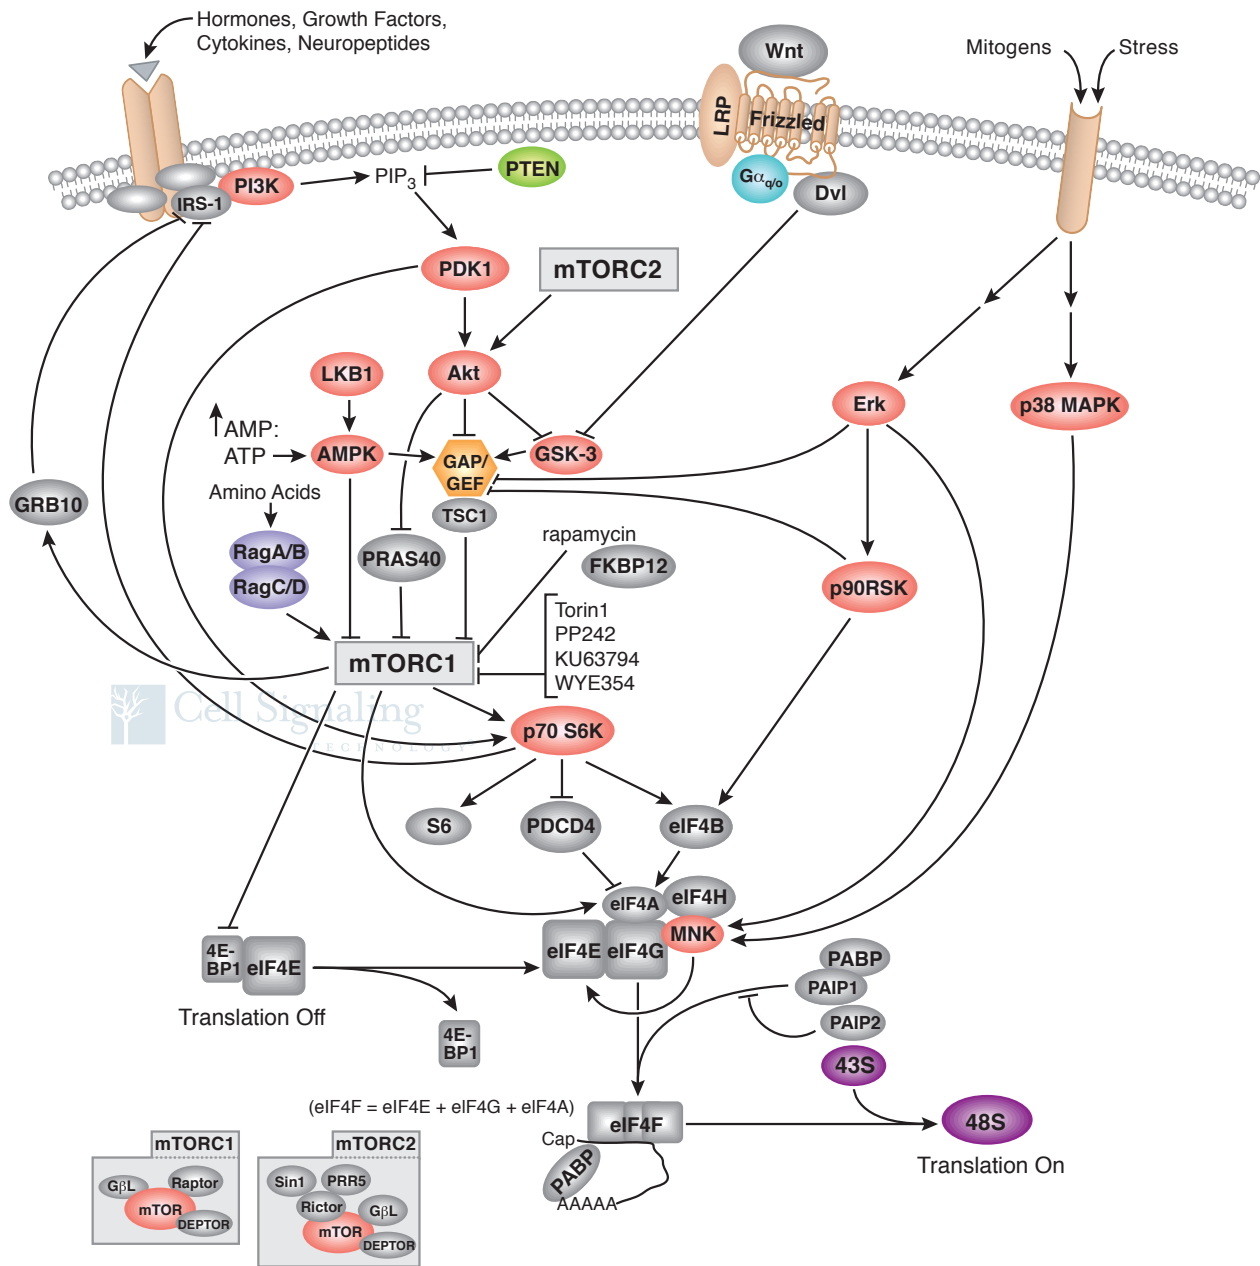 Hormones, Growth Factors,
Cytokines, Neuropeptides
Wnt
Mitogens
Stress
LRP
Frizzled
PI3K
IRS-1
PIP3
PTEN
Gαq/o
Dvl
PDK1
mTORC2
LKB1
Akt
Erk
p38 MAPK
AMP:
ATP
AMPK
GAP/
GEF
GSK-3
TSC1
Amino Acids
GRB10
RagA/B
RagC/D
PRAS40
rapamycin
FKBP12
p90RSK
Torin1
PP242
KU63794
WYE354
mTORC1
Cell Signaling
TECHNOLOGY
p70 S6K
S6
PDCD4
eIF4B
eIF4A
eIF4H
MNK
eIF4E
eIF4G
4E-
BP1
eIF4E
Translation Off
4E-
BP1
PABP
PAIP1
PAIP2
43S
(eIF4F = eIF4E + eIF4G + eIF4A)
eIF4F
48S
Translation On
Cap
PABP
AAAAA
mTORC1
GβL
Raptor
mTOR
DEPTOR
mTORC2
Sin1
PRR5
Rictor
GβL
mTOR
DEPTOR